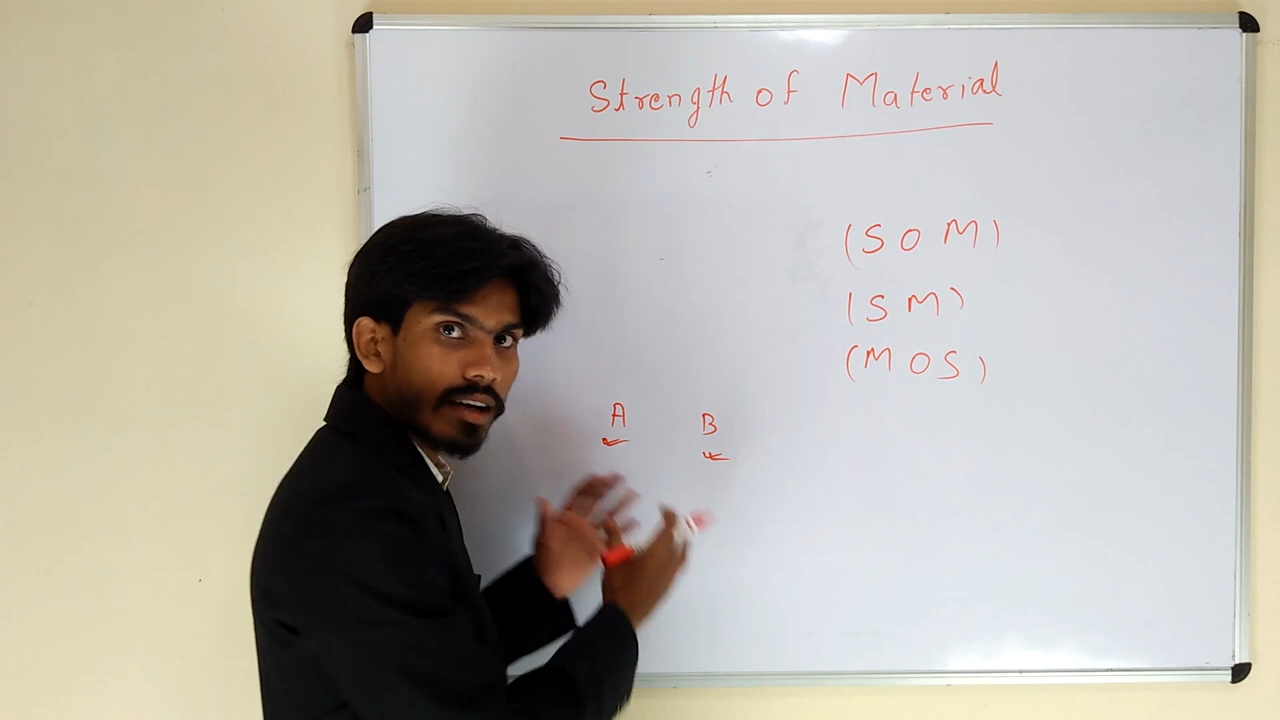 Strength of Material
(SOM)
(SM)
(MOS)
A B